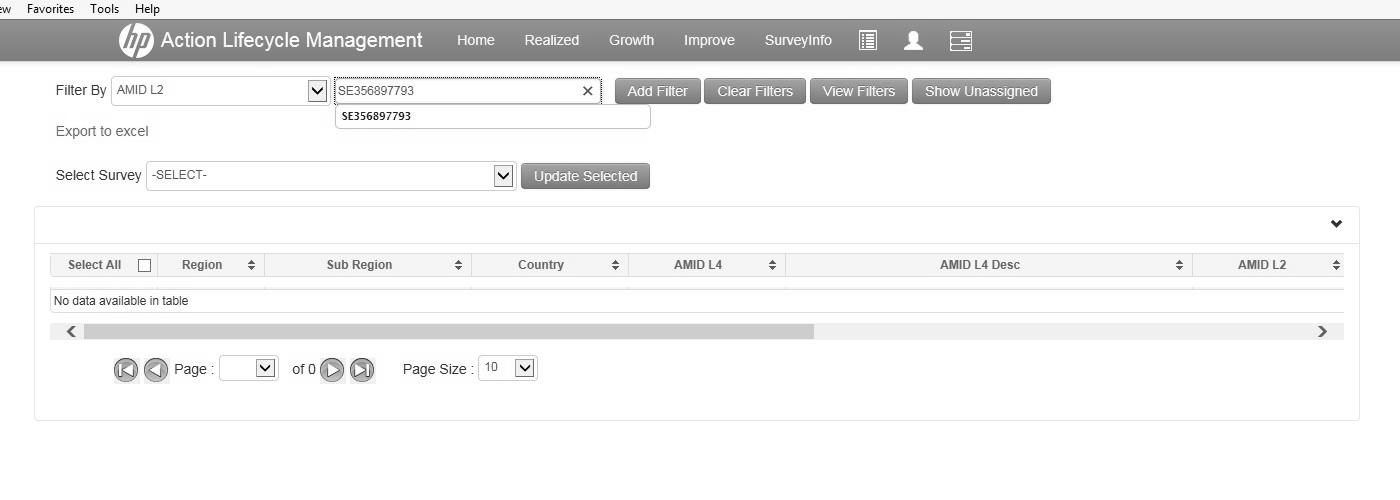 ew Favorites Tools Help
hp Action Lifecycle Management Home Realized Growth Improve SurveyInfo
Filter By AMID L2 SE356897793 × Add Filter Clear Filters View Filters Show Unassigned
SE356897793
Export to excel
Select Survey -SELECT- Update Selected
Select All Region Sub Region Country AMID L4 AMID L4 Desc AMID L2
No data available in table
Page : of 0 Page Size : 10